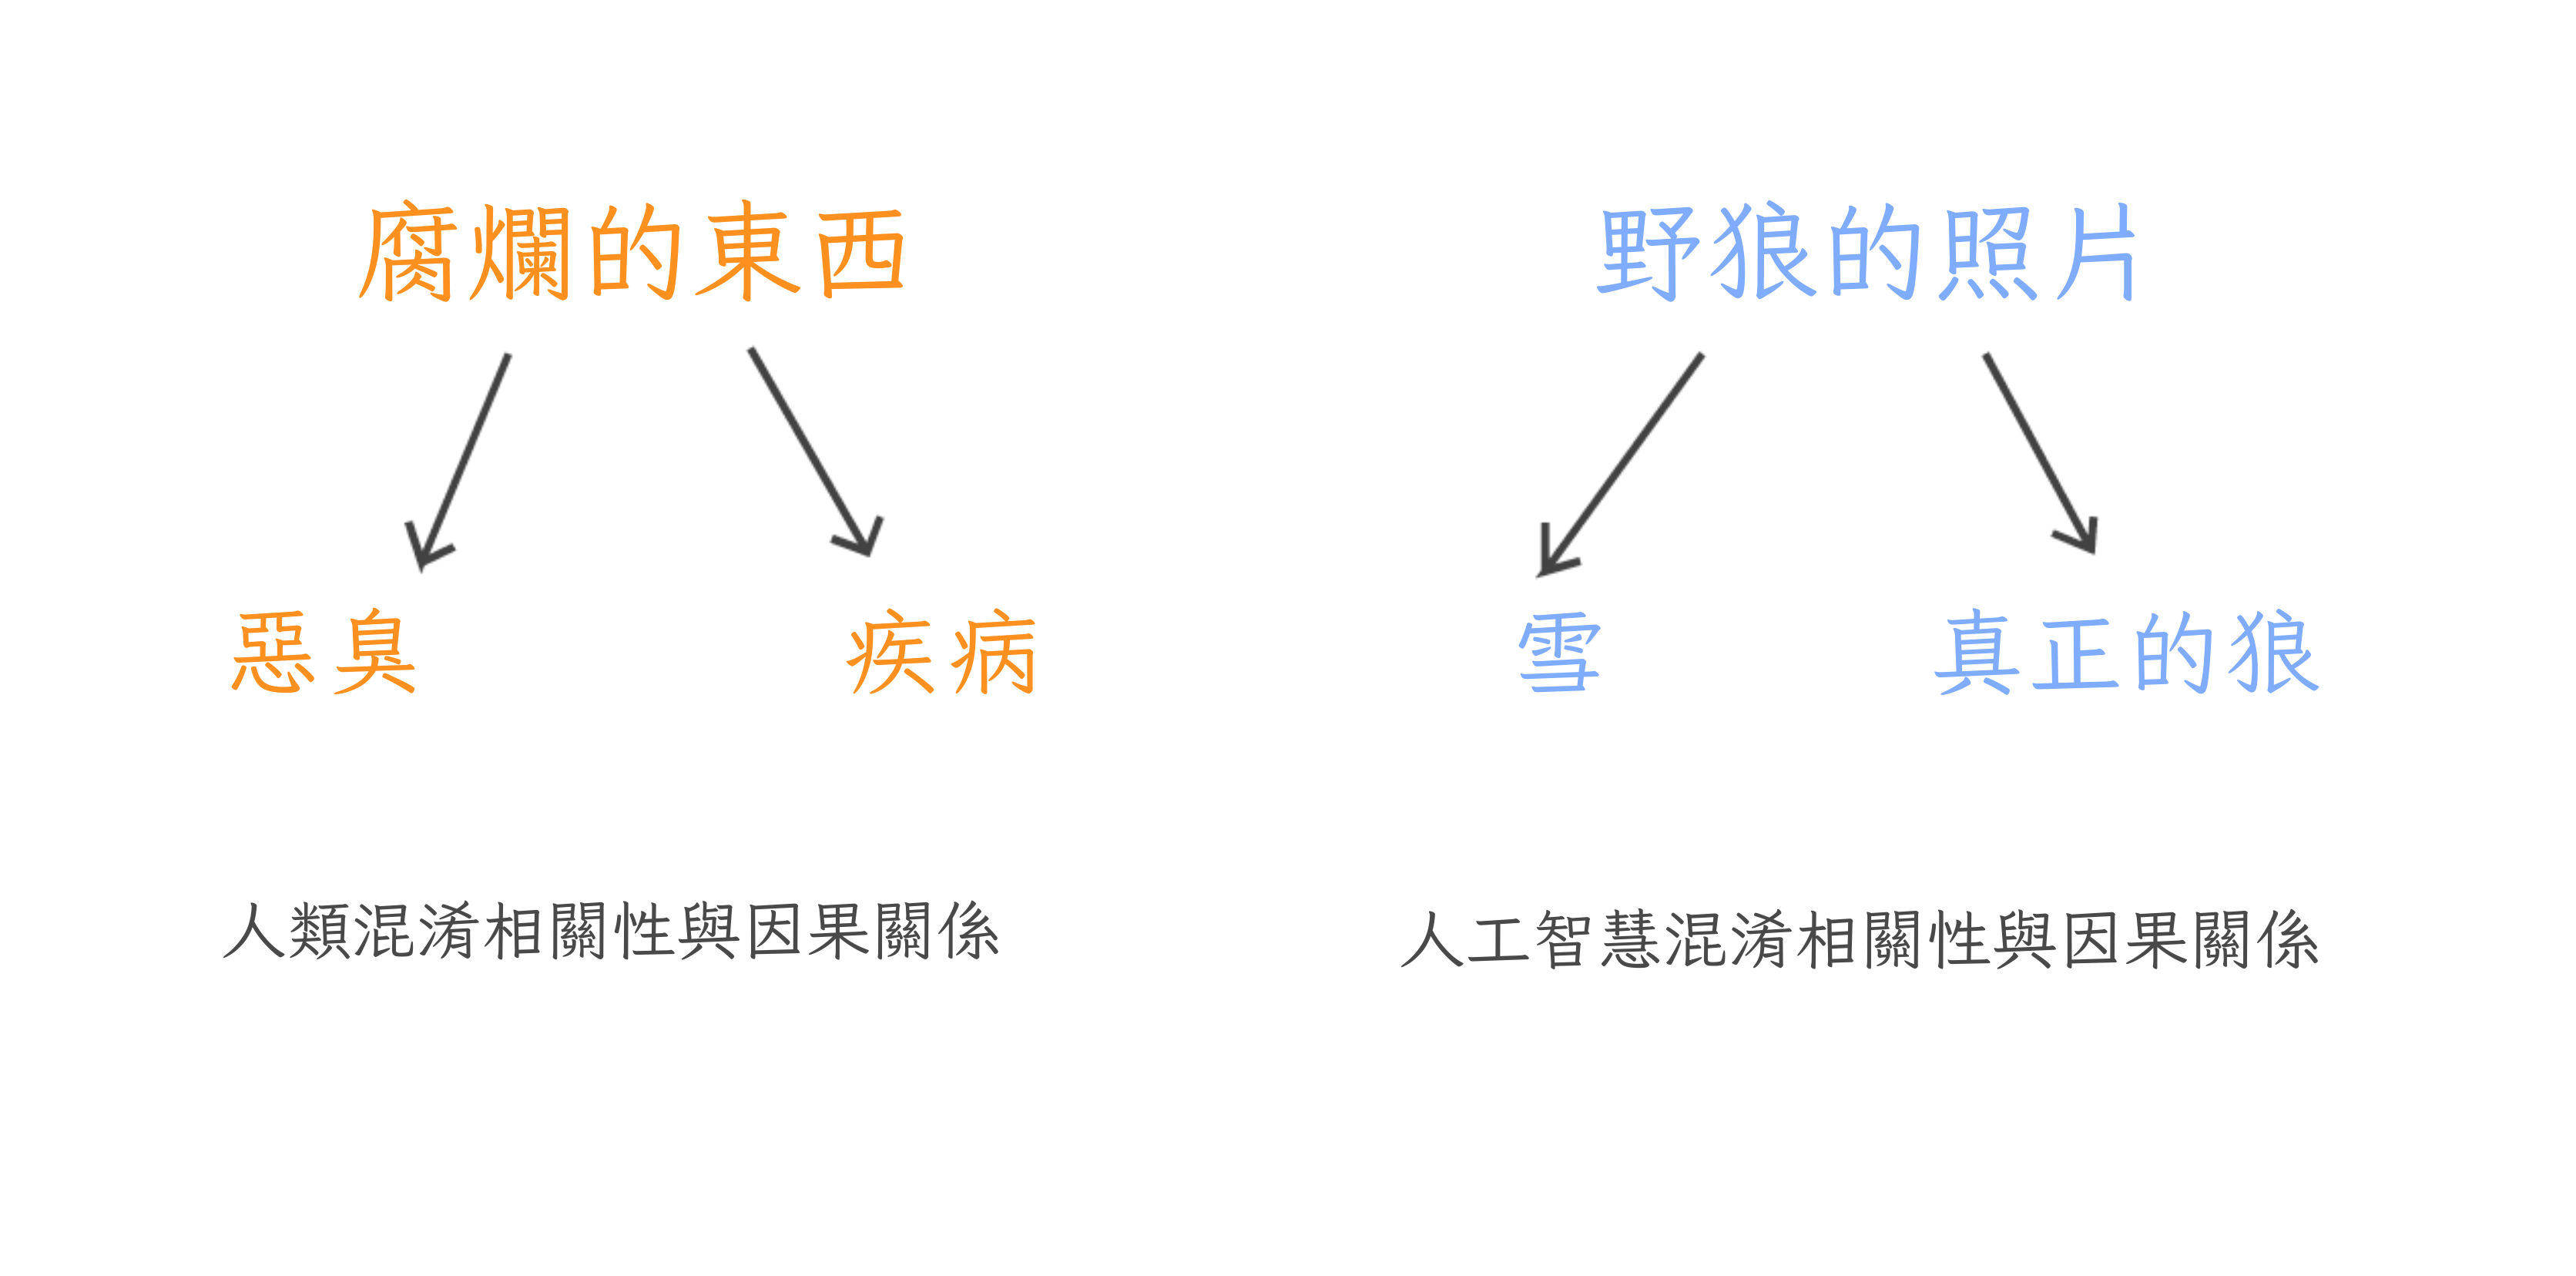 腐爛的東西
惡臭
疾病
人類混淆相關性與因果關係
野狼的照片
雪
真正的狼
人工智慧混淆相關性與因果關係